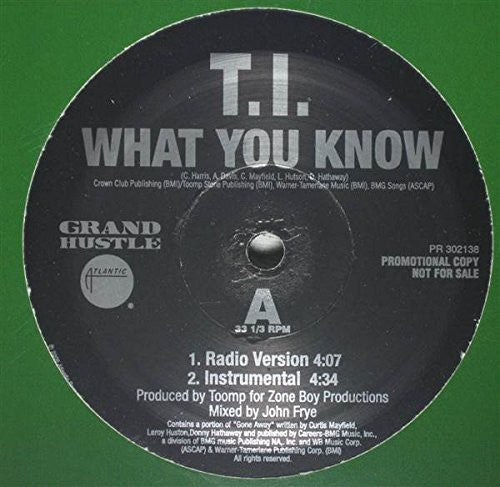 T.I.
WHAT YOU KNOW
(C. Harris, A. Davis, C. Mayfield, L. Hutson, D. Hathaway)
Crown Club Publishing (BMI)/Toomp Stone Publishing (BMI), Warner-Tamerlane Music (BMI), BMG Songs (ASCAP)
GRAND
HUSTLE
ATLANTIC
PR 302138
PROMOTIONAL COPY
NOT FOR SALE
A
33 1/3 RPM
1. Radio Version 4:07
2. Instrumental 4:34
Produced by Toomp for Zone Boy Productions
Mixed by John Frye
Contains a portion of "Gone Away" written by Curtis Mayfield,
Leroy Huston,Donny Hathaway and published by Careers-BMG Music, Inc.,
a division of BMG music Publishing NA,. Inc. and WB Music Corp.
(ASCAP) & Warner-Tamerlane Publishing Corp. (BMI)
All rights reserved.